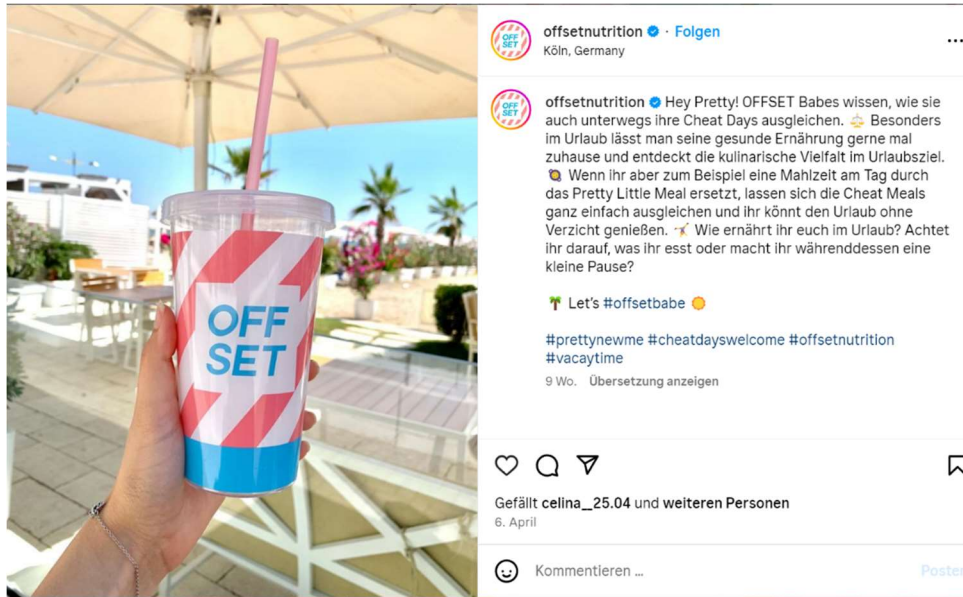 OFF
SET
OFF
SET
offsetnutrition · Folgen
Köln, Germany
OFF
SET
offsetnutrition Hey Pretty! OFFSET Babes wissen, wie sie
auch unterwegs ihre Cheat Days ausgleichen. Besonders
im Urlaub lässt man seine gesunde Ernährung gerne mal
zuhause und entdeckt die kulinarische Vielfalt im Urlaubsziel.
Wenn ihr aber zum Beispiel eine Mahlzeit am Tag durch
das Pretty Little Meal ersetzt, lassen sich die Cheat Meals
ganz einfach ausgleichen und ihr könnt den Urlaub ohne
Verzicht genießen. Wie ernährt ihr euch im Urlaub? Achtet
ihr darauf, was ihr esst oder macht ihr währenddessen eine
kleine Pause?
🌴 Let's #offsetbabe 🌞
#prettynewme #cheatdayswelcome #offsetnutrition
#vacaytime
9 Wo. Übersetzung anzeigen
Gefällt celina__25.04 und weiteren Personen
6. April
Kommentieren ...
Posten